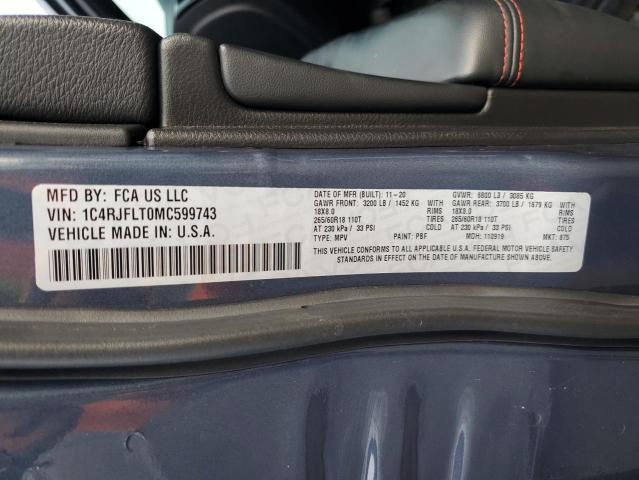 MFD BY: FCA US LLC
VIN: 1C4RJFLT0MC599743
VEHICLE MADE IN: U.S.A.
DATE OF MFR (BUILT): 11-20 GVWR: 6800 LB / 3085 KG
GAWR FRONT: 3200 LB / 1452 KG GAWR REAR: 3700 LB / 1679 KG
18X8.0 RIMS 18X8.0 RIMS
265/60R18 110T TIRES 265/60R18 110T TIRES
AT 230 kPa / 33 PSI COLD AT 230 kPa / 33 PSI COLD
TYPE: MPV PAINT: PBF MDH: 110919 MKT: 875
THIS VEHICLE CONFORMS TO ALL APPLICABLE U.S.A. FEDERAL MOTOR VEHICLE SAFETY
STANDARDS IN EFFECT ON THE DATE OF MANUFACTURE SHOWN ABOVE.